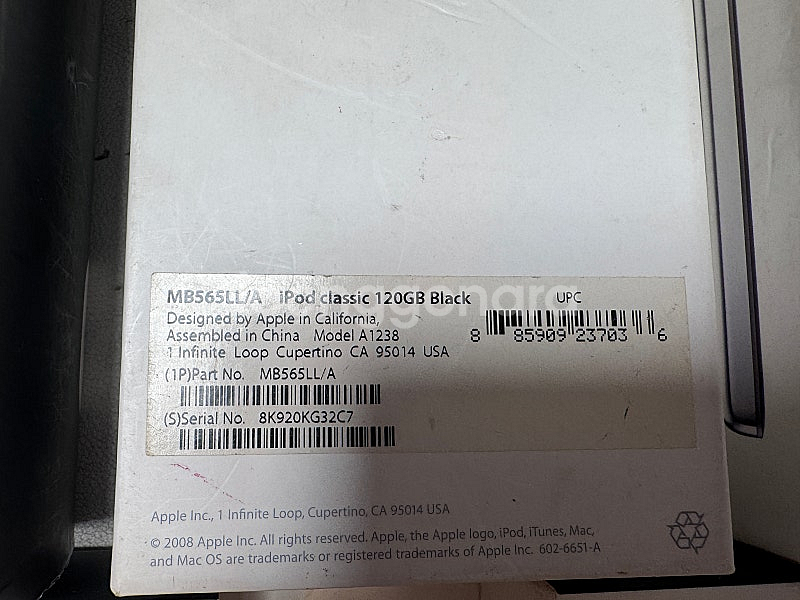 MB565LL/A iPod classic 120GB Black
Designed by Apple in California,
Assembled in China Model A1238
1 Infinite Loop Cupertino CA 95014 USA
(1P)Part No. MB565LL/A
(S)Serial No. 8K920KG32C7
UPC
8 85909 23703 6
Apple Inc., 1 Infinite Loop, Cupertino, CA 95014 USA
© 2008 Apple Inc. All rights reserved. Apple, the Apple logo, iPod, iTunes, Mac,
and Mac OS are trademarks or registered trademarks of Apple Inc. 602-6651-A